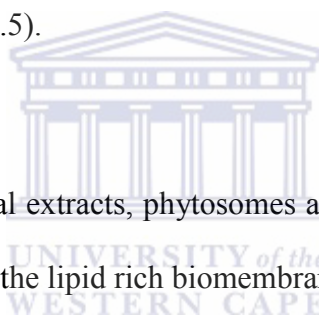 .5).
al extracts, phytosomes a
UNIVERSITY of the
the lipid rich biomembra
WESTERN CAPE